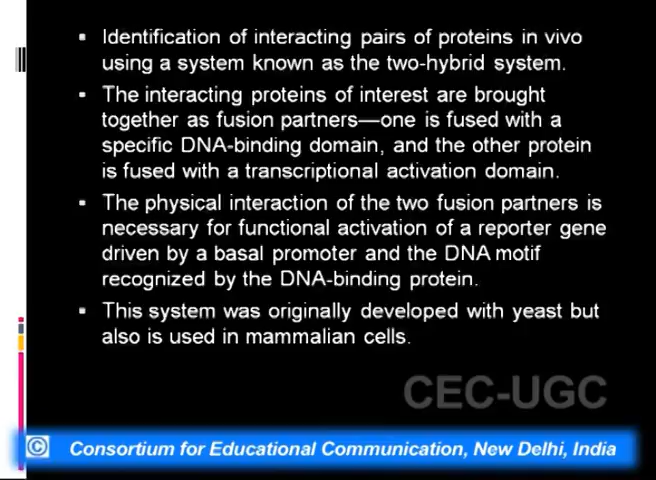 ▪ Identification of interacting pairs of proteins in vivo
using a system known as the two-hybrid system.
▪ The interacting proteins of interest are brought
together as fusion partners—one is fused with a
specific DNA-binding domain, and the other protein
is fused with a transcriptional activation domain.
▪ The physical interaction of the two fusion partners is
necessary for functional activation of a reporter gene
driven by a basal promoter and the DNA motif
recognized by the DNA-binding protein.
▪ This system was originally developed with yeast but
also is used in mammalian cells.
CEC-UGC
© Consortium for Educational Communication, New Delhi, India